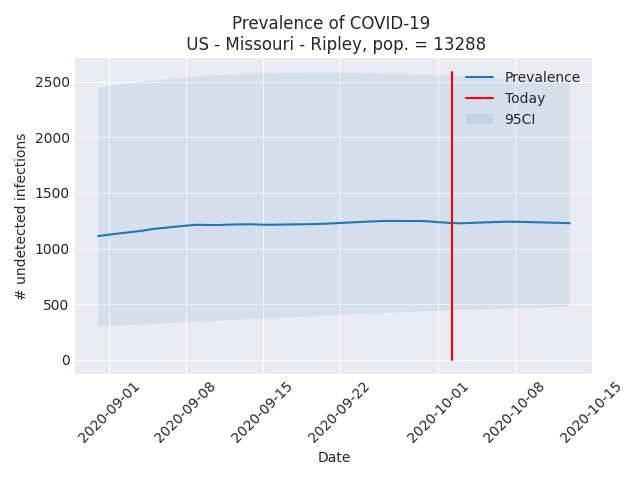 Prevalence of COVID-19
US - Missouri - Ripley, pop. = 13288
Prevalence
Today
95CI
# undetected infections
2500
2000
1500
1000
500
0
2020-09-01
2020-09-08
2020-09-15
2020-09-22
2020-10-01
2020-10-08
2020-10-15
Date